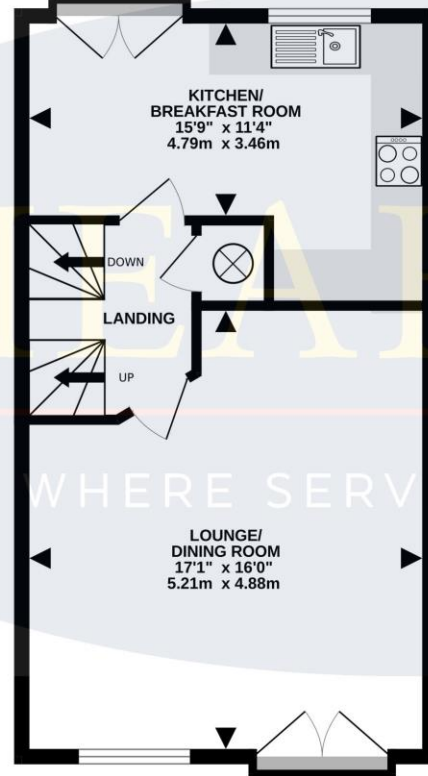 KITCHEN/
BREAKFAST ROOM
15'9" x 11'4"
4.79m x 3.46m
DOWN
LANDING
UP
WHERE SERV
LOUNGE/
DINING ROOM
17'1" x 16'0"
5.21m x 4.88m